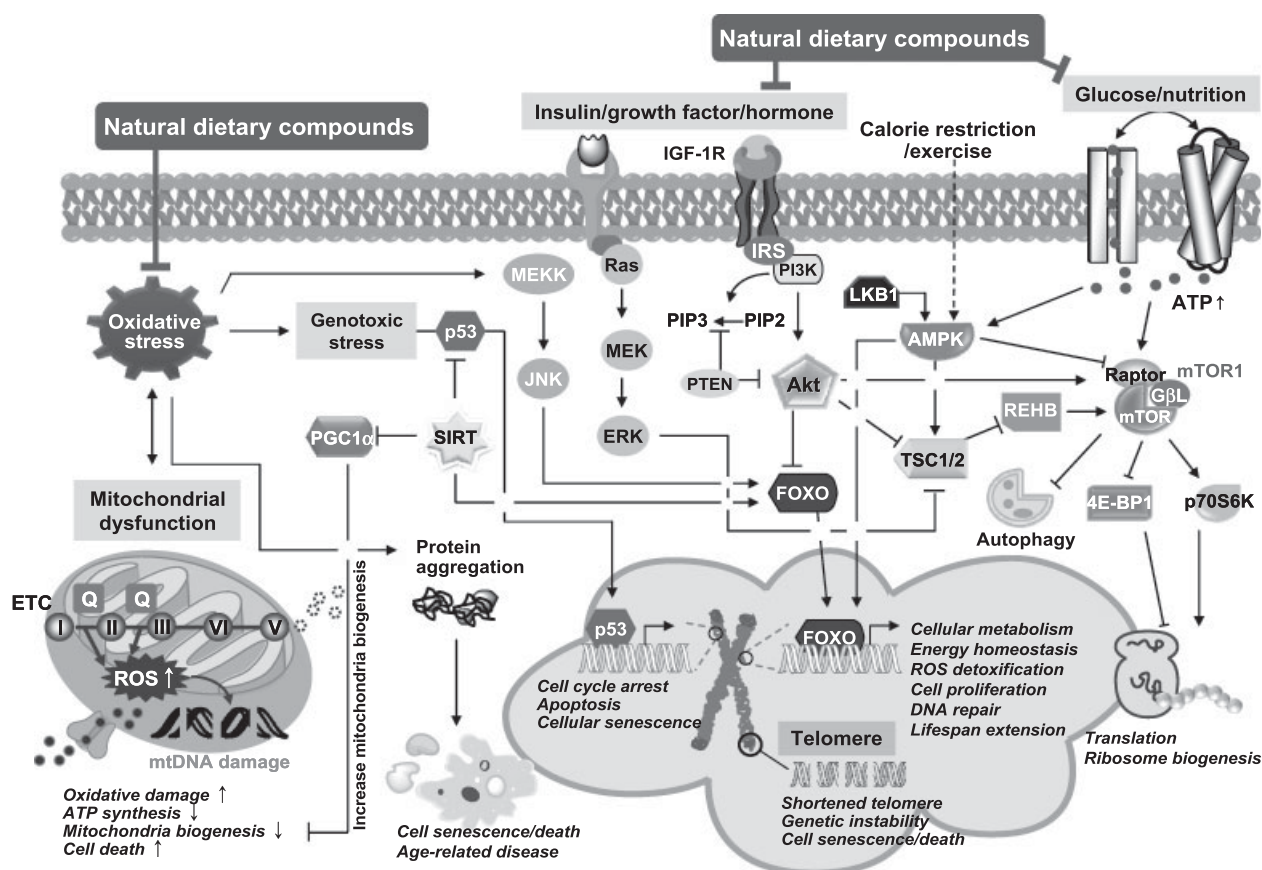 Natural dietary compounds
Natural dietary compounds
Insulin/growth factor/hormone
Glucose/nutrition
IGF-1R
Calorie restriction
/exercise
IRS
PI3K
MEKK
Ras
LKB1
ATP ↑
Oxidative
stress
Genotoxic
stress
p53
PIP3
PIP2
AMPK
MEK
JNK
PTEN
Akt
Raptor
mTOR1
GβL
mTOR
REHB
PGC1α
SIRT
ERK
TSC1/2
FOXO
4E-BP1
p70S6K
Autophagy
Mitochondrial
dysfunction
Protein
aggregation
Increase mitochondria biogenesis
ETC
Q
Q
I
II
III
VI
V
ROS ↑
mtDNA damage
Oxidative damage ↑
ATP synthesis ↓
Mitochondria biogenesis ↓
Cell death ↑
Cell senescence/death
Age-related disease
p53
Cell cycle arrest
Apoptosis
Cellular senescence
FOXO
Cellular metabolism
Energy homeostasis
ROS detoxification
Cell proliferation
DNA repair
Lifespan extension
Telomere
Shortened telomere
Genetic instability
Cell senescence/death
Translation
Ribosome biogenesis